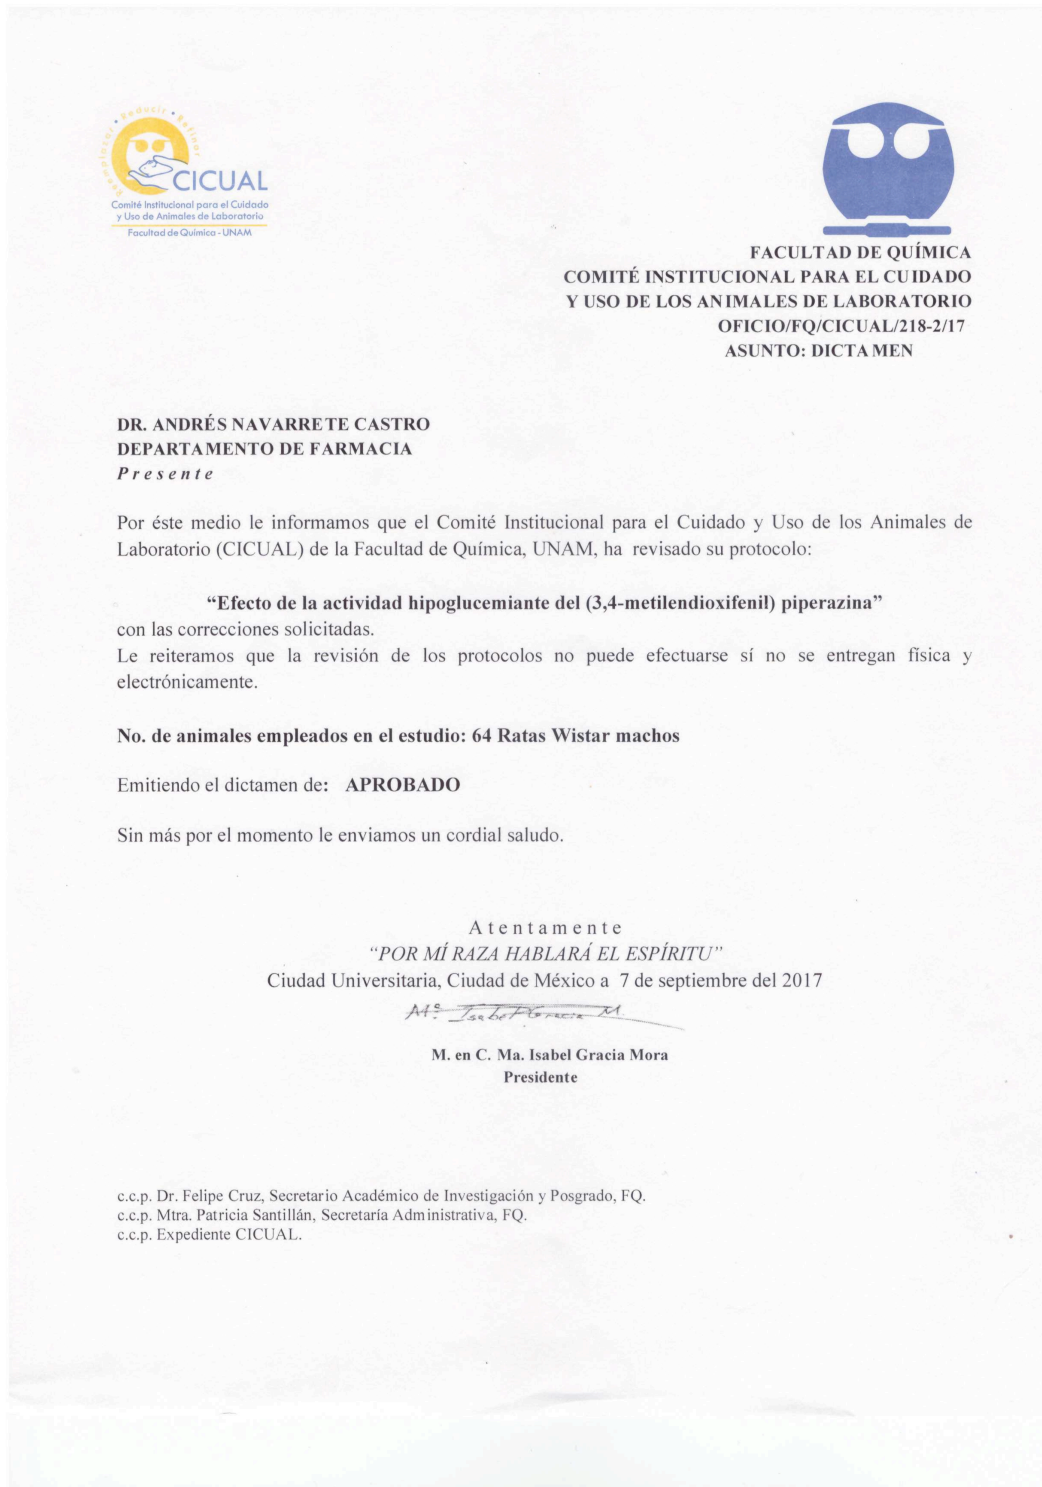 Reemplazar • Reducir • Refinar
CICUAL
Comité Institucional para el Cuidado
y Uso de Animales de Laboratorio
Facultad de Química - UNAM
FACULTAD DE QUÍMICA
COMITÉ INSTITUCIONAL PARA EL CUIDADO
Y USO DE LOS ANIMALES DE LABORATORIO
OFICIO/FQ/CICUAL/218-2/17
ASUNTO: DICTAMEN
DR. ANDRÉS NAVARRETE CASTRO
DEPARTAMENTO DE FARMACIA
Presente
Por éste medio le informamos que el Comité Institucional para el Cuidado y Uso de los Animales de
Laboratorio (CICUAL) de la Facultad de Química, UNAM, ha revisado su protocolo:
“Efecto de la actividad hipoglucemiante del (3,4-metilendioxifenil) piperazina”
con las correcciones solicitadas.
Le reiteramos que la revisión de los protocolos no puede efectuarse sí no se entregan física y
electrónicamente.
No. de animales empleados en el estudio: 64 Ratas Wistar machos
Emitiendo el dictamen de: APROBADO
Sin más por el momento le enviamos un cordial saludo.
Atentamente
“POR MÍ RAZA HABLARÁ EL ESPÍRITU”
Ciudad Universitaria, Ciudad de México a 7 de septiembre del 2017
Mª Isabel Gracia M.
M. en C. Ma. Isabel Gracia Mora
Presidente
c.c.p. Dr. Felipe Cruz, Secretario Académico de Investigación y Posgrado, FQ.
c.c.p. Mtra. Patricia Santillán, Secretaría Administrativa, FQ.
c.c.p. Expediente CICUAL.